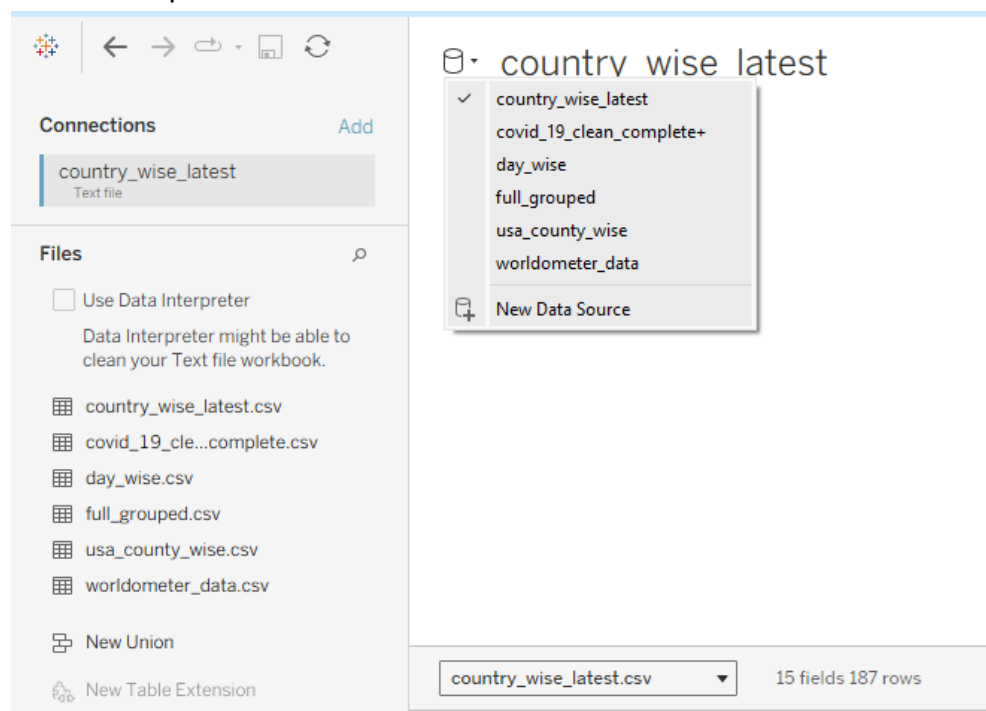 country_wise_latest
country_wise_latest
covid_19_clean_complete+
day_wise
full_grouped
usa_county_wise
worldometer_data
New Data Source
Connections
Add
country_wise_latest
Text file
Files
Use Data Interpreter
Data Interpreter might be able to
clean your Text file workbook.
country_wise_latest.csv
covid_19_cle...complete.csv
day_wise.csv
full_grouped.csv
usa_county_wise.csv
worldometer_data.csv
New Union
New Table Extension
country_wise_latest.csv
15 fields 187 rows